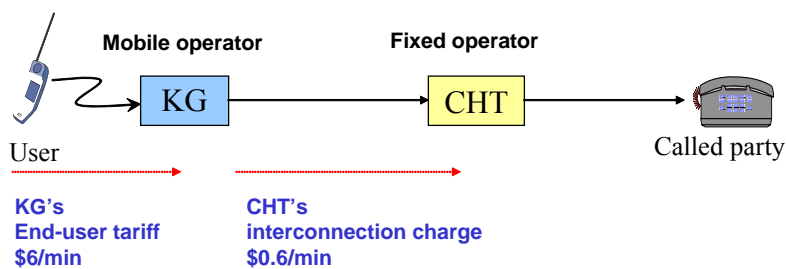 Mobile operator
Fixed operator
KG
CHT
User
Called party
KG's
End-user tariff
$6/min
CHT's
interconnection charge
$0.6/min